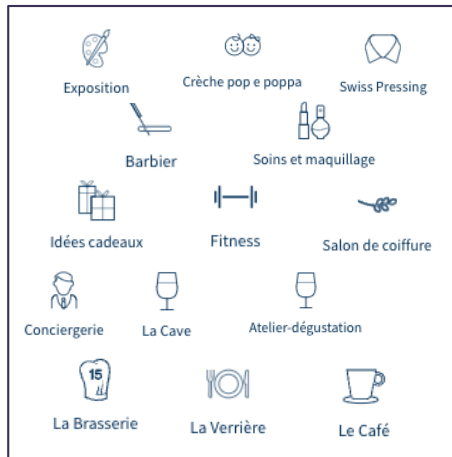 Exposition
Crèche pop e poppa
Swiss Pressing
Barbier
Soins et maquillage
Idées cadeaux
Fitness
Salon de coiffure
Conciergerie
La Cave
Atelier-dégustation
15
La Brasserie
La Verrière
Le Café